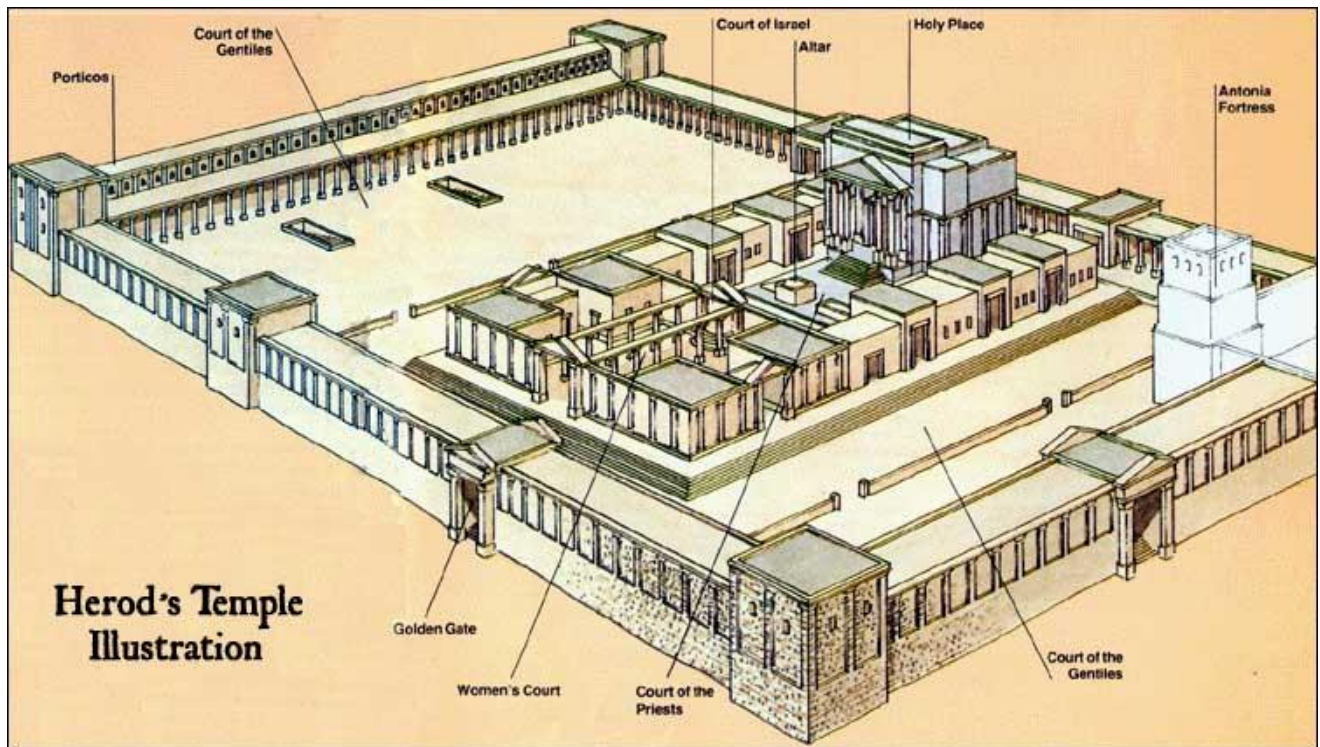 Court of the
Gentiles
Court of Israel
Holy Place
Altar
Porticos
Antonia
Fortress
Herod's Temple
Illustration
Golden Gate
Women's Court
Court of the
Priests
Court of the
Gentiles